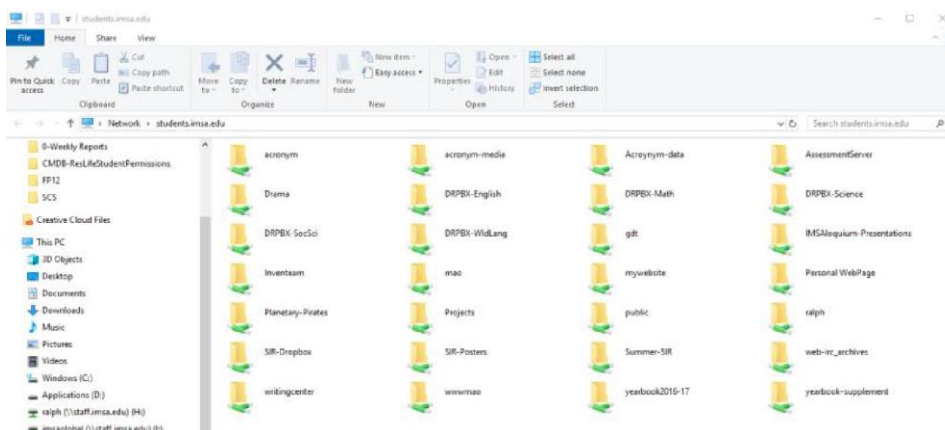 students.imsa.edu
File Home Share View
Pin to Quick access
Copy
Paste
Cut
Copy path
Paste shortcut
Clipboard
Move to
Copy to
Delete
Rename
Organize
New folder
New item
Easy access
New
Properties
Open
Edit
History
Open
Select all
Select none
Invert selection
Select
Network > students.imsa.edu
Search students.imsa.edu
0-Weekly Reports
CMDB-ResLifeStudentPermissions
FP12
SCS
Creative Cloud Files
This PC
3D Objects
Desktop
Documents
Downloads
Music
Pictures
Videos
Windows (C:)
Applications (D:)
ralph (\\staff.imsa.edu) (H:)
imsaglobal (\\staff.imsa.edu) (I:)
acronym acronym-media Acroynym-data AssessmentServer
Drama DRPBX-English DRPBX-Math DRPBX-Science
DRPBX-SocSci DRPBX-WldLang gdt IMSAloquium-Presentations
Inventeam mao mywebsite Personal WebPage
Planetary-Pirates Projects public ralph
SIR-Dropbox SIR-Posters Summer-SIR web-irc_archives
writingcenter wwwmao yearbook2016-17 yearbook-supplement